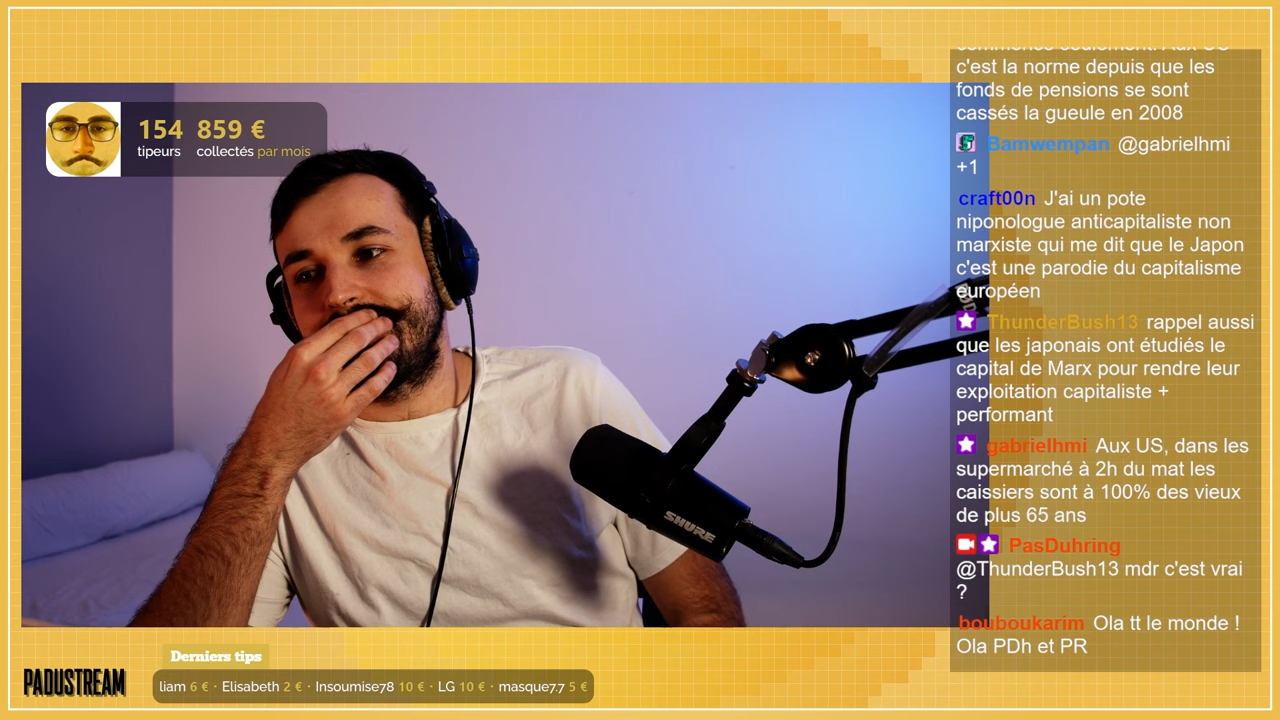 154 859 €
tipeurs collectés par mois
commence seulement. Aux US
c'est la norme depuis que les
fonds de pensions se sont
cassés la gueule en 2008
Bamwempan @gabrielhmi
+1
craft00n J'ai un pote
niponologue anticapitaliste non
marxiste qui me dit que le Japon
c'est une parodie du capitalisme
européen
ThunderBush13 rappel aussi
que les japonais ont étudiés le
capital de Marx pour rendre leur
exploitation capitaliste +
performant
gabrielhmi Aux US, dans les
supermarché à 2h du mat les
caissiers sont à 100% des vieux
de plus 65 ans
PasDuhring
@ThunderBush13 mdr c'est vrai
?
bouboukarim Ola tt le monde !
Ola PDh et PR
SHURE
Derniers tips
PADUSTREAM
liam 6 € · Elisabeth 2 € · Insoumise78 10 € · LG 10 € · masque7.7 5 €